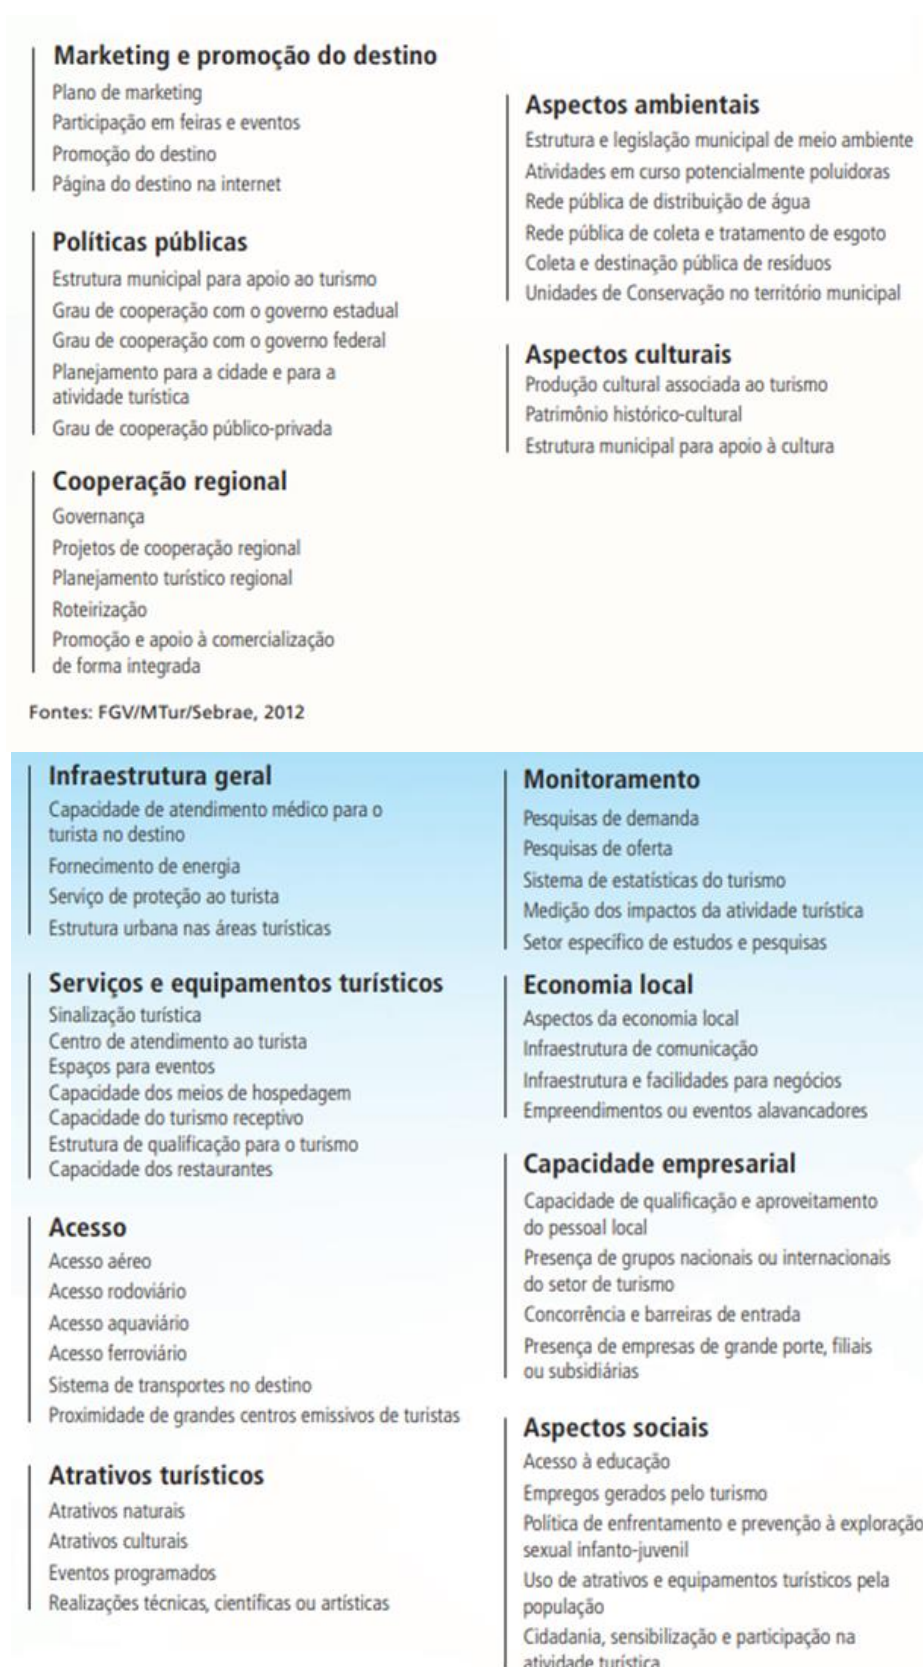 Marketing e promoção do destino
Plano de marketing
Participação em feiras e eventos
Promoção do destino
Página do destino na internet
Políticas públicas
Estrutura municipal para apoio ao turismo
Grau de cooperação com o governo estadual
Grau de cooperação com o governo federal
Planejamento para a cidade e para a
atividade turística
Grau de cooperação público-privada
Cooperação regional
Governança
Projetos de cooperação regional
Planejamento turístico regional
Roteirização
Promoção e apoio à comercialização
de forma integrada
Aspectos ambientais
Estrutura e legislação municipal de meio ambiente
Atividades em curso potencialmente poluidoras
Rede pública de distribuição de água
Rede pública de coleta e tratamento de esgoto
Coleta e destinação pública de resíduos
Unidades de Conservação no território municipal
Aspectos culturais
Produção cultural associada ao turismo
Patrimônio histórico-cultural
Estrutura municipal para apoio à cultura
Fontes: FGV/MTur/Sebrae, 2012
Infraestrutura geral
Capacidade de atendimento médico para o
turista no destino
Fornecimento de energia
Serviço de proteção ao turista
Estrutura urbana nas áreas turísticas
Serviços e equipamentos turísticos
Sinalização turística
Centro de atendimento ao turista
Espaços para eventos
Capacidade dos meios de hospedagem
Capacidade do turismo receptivo
Estrutura de qualificação para o turismo
Capacidade dos restaurantes
Acesso
Acesso aéreo
Acesso rodoviário
Acesso aquaviário
Acesso ferroviário
Sistema de transportes no destino
Proximidade de grandes centros emissivos de turistas
Atrativos turísticos
Atrativos naturais
Atrativos culturais
Eventos programados
Realizações técnicas, científicas ou artísticas
Monitoramento
Pesquisas de demanda
Pesquisas de oferta
Sistema de estatísticas do turismo
Medição dos impactos da atividade turística
Setor específico de estudos e pesquisas
Economia local
Aspectos da economia local
Infraestrutura de comunicação
Infraestrutura e facilidades para negócios
Empreendimentos ou eventos alavancadores
Capacidade empresarial
Capacidade de qualificação e aproveitamento
do pessoal local
Presença de grupos nacionais ou internacionais
do setor de turismo
Concorrência e barreiras de entrada
Presença de empresas de grande porte, filiais
ou subsidiárias
Aspectos sociais
Acesso à educação
Empregos gerados pelo turismo
Política de enfrentamento e prevenção à exploração
sexual infanto-juvenil
Uso de atrativos e equipamentos turísticos pela
população
Cidadania, sensibilização e participação na
atividade turística